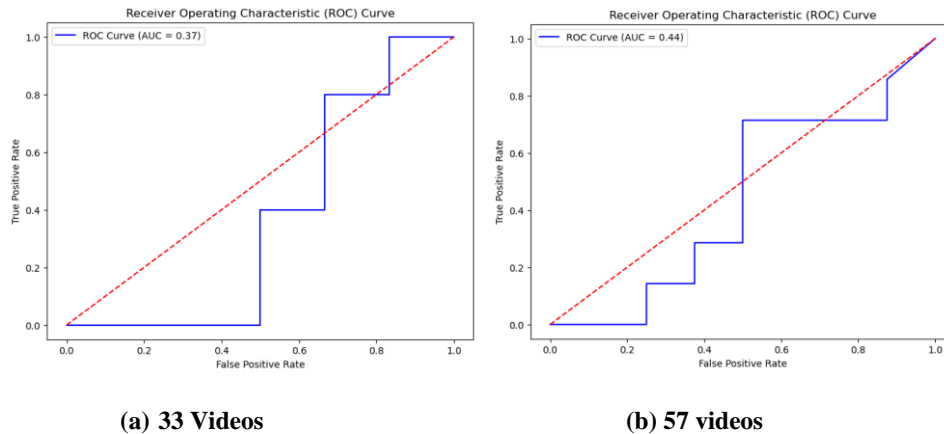 Receiver Operating Characteristic (ROC) Curve
ROC Curve (AUC = 0.37)
1.0
0.8
0.6
0.4
0.2
0.0
True Positive Rate
0.0 0.2 0.4 0.6 0.8 1.0
False Positive Rate
(a) 33 Videos
Receiver Operating Characteristic (ROC) Curve
ROC Curve (AUC = 0.44)
1.0
0.8
0.6
0.4
0.2
0.0
True Positive Rate
0.0 0.2 0.4 0.6 0.8 1.0
False Positive Rate
(b) 57 videos